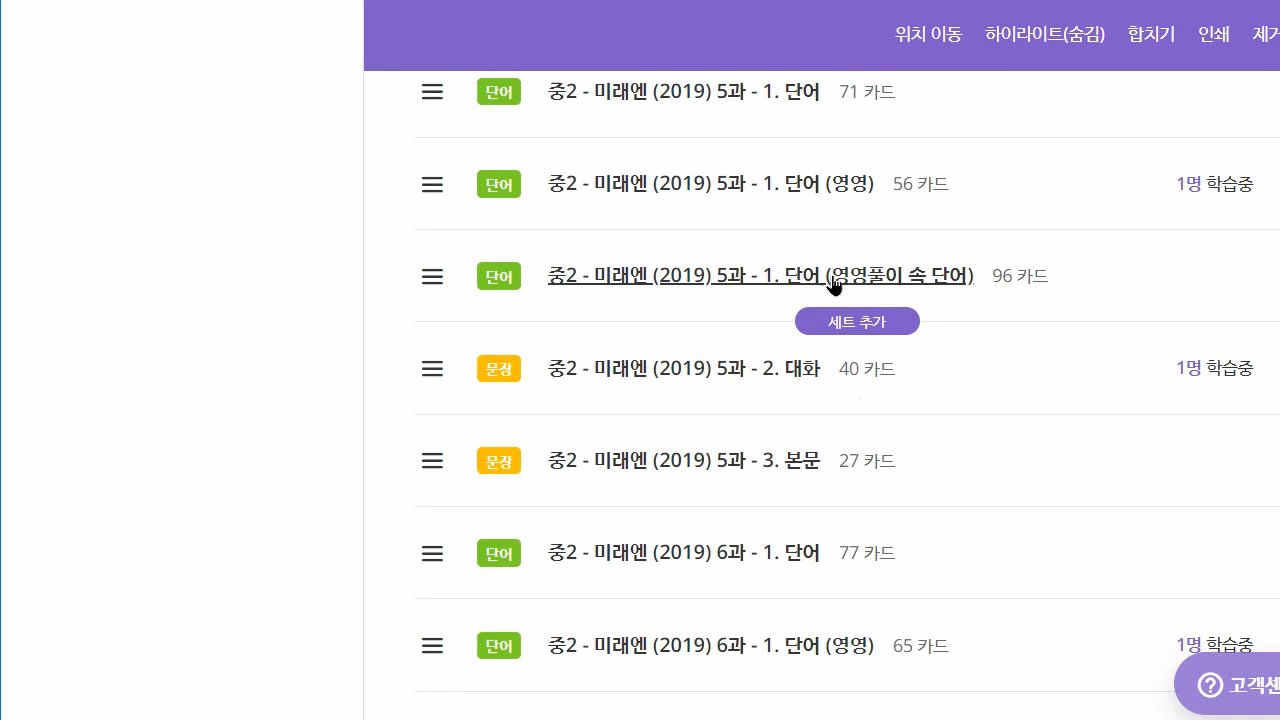 위치 이동 하이라이트(숨김) 합치기 인쇄
단어 중2 - 미래엔 (2019) 5과 - 1. 단어 71 카드
단어 중2 - 미래엔 (2019) 5과 - 1. 단어 (영영) 56 카드 1명 학습중
단어 중2 - 미래엔 (2019) 5과 - 1. 단어 (영영풀이 속 단어) 96 카드
세트 추가
문장 중2 - 미래엔 (2019) 5과 - 2. 대화 40 카드 1명 학습중
문장 중2 - 미래엔 (2019) 5과 - 3. 본문 27 카드
단어 중2 - 미래엔 (2019) 6과 - 1. 단어 77 카드
단어 중2 - 미래엔 (2019) 6과 - 1. 단어 (영영) 65 카드 1명 학습중